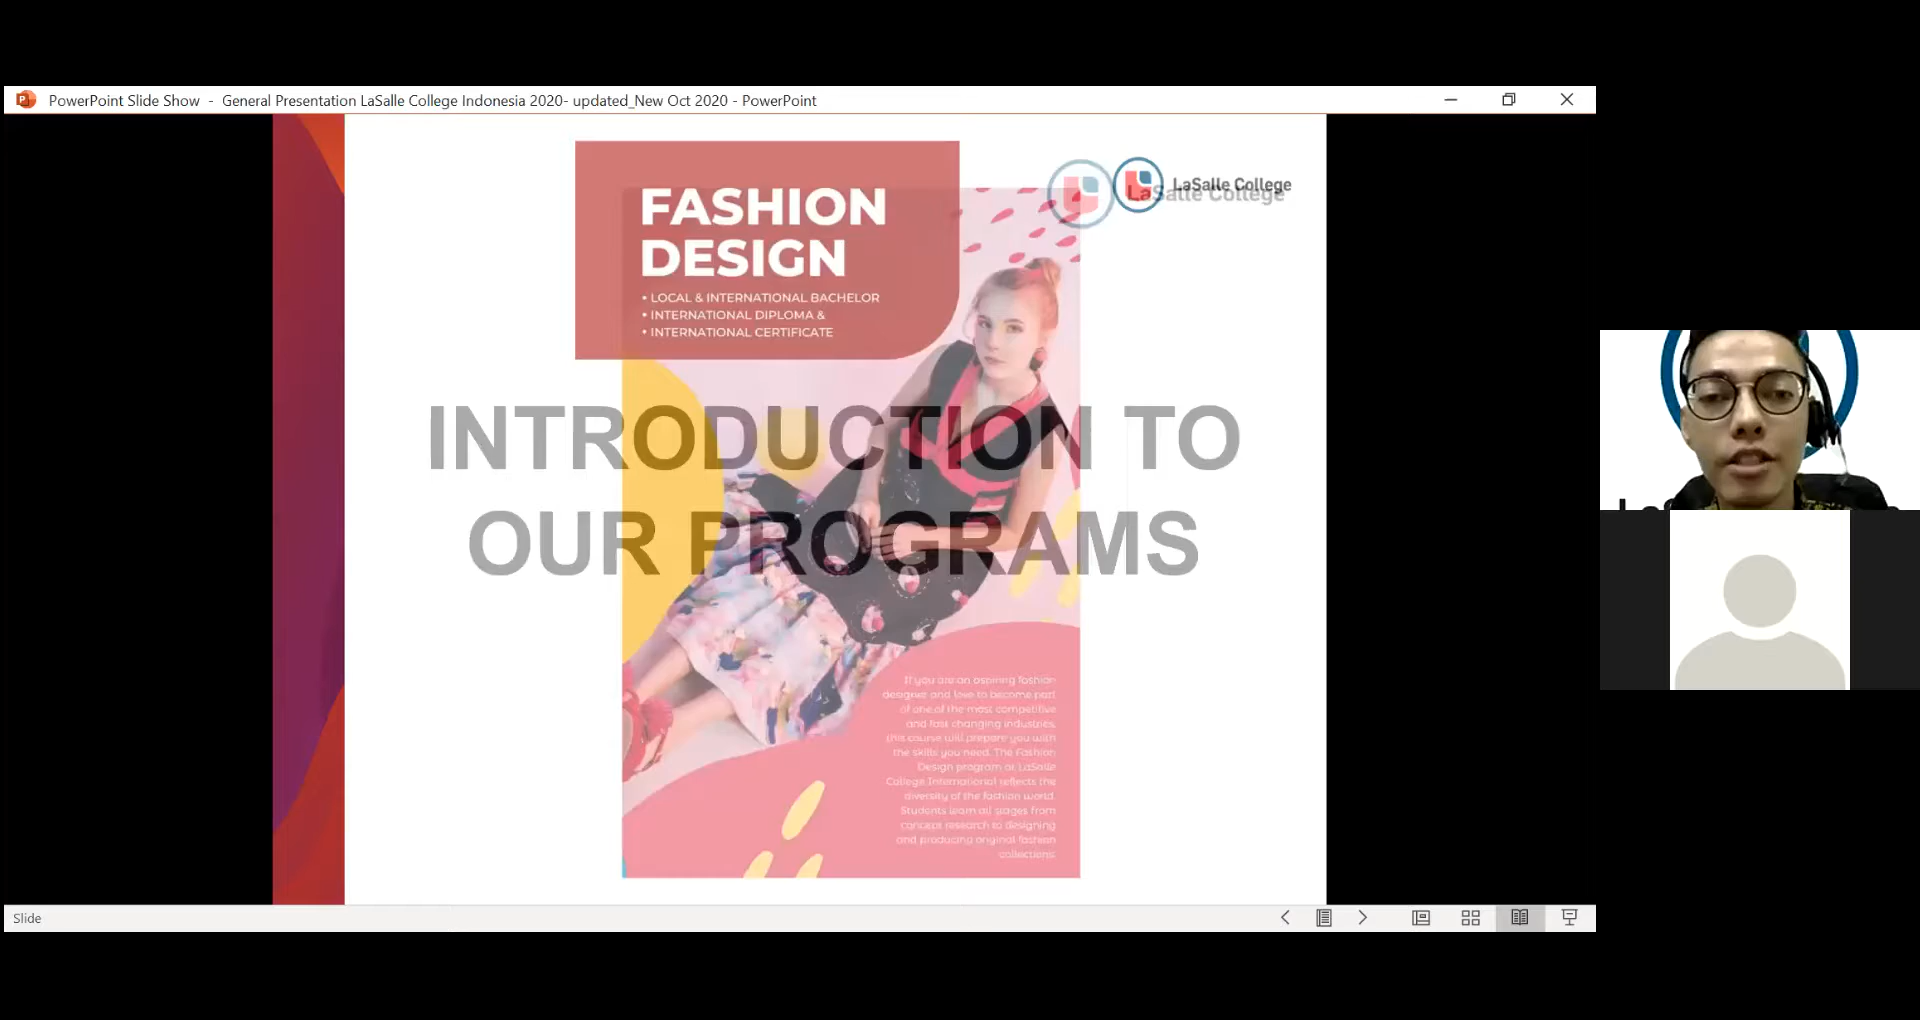 PowerPoint Slide Show - General Presentation LaSalle College Indonesia 2020- updated_New Oct 2020 - PowerPoint
LaSalle College
LaSalle College
FASHION
DESIGN
• LOCAL & INTERNATIONAL BACHELOR
• INTERNATIONAL DIPLOMA &
• INTERNATIONAL CERTIFICATE
INTRODUCTION TO
OUR PROGRAMS
If you are an aspiring fashion
designer and love to become part
of one of the most competitive
and fast changing industries,
this course will prepare you with
the skills you need. The Fashion
Design program at LaSalle
College International reflects the
diversity of the fashion world.
Students learn all stages from
concept research to designing
and producing original fashion
collections.
Slide